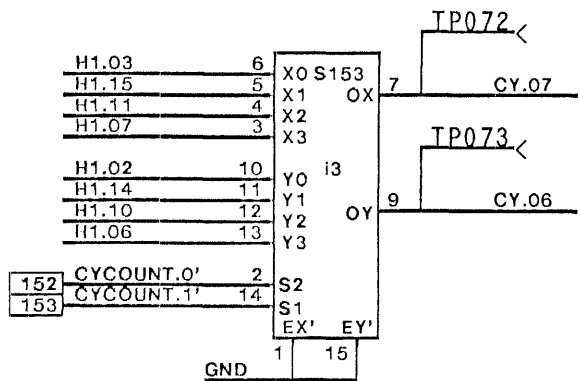 TP072
H1.03 6 X0 S153
H1.15 5 X1 OX 7 CY.07
H1.11 4 X2
H1.07 3 X3
TP073
H1.02 10 Y0 i3
H1.14 11 Y1
H1.10 12 Y2 OY 9 CY.06
H1.06 13 Y3
152 CYCOUNT.0' 2 S2
153 CYCOUNT.1' 14 S1
EX' EY'
1 15
GND